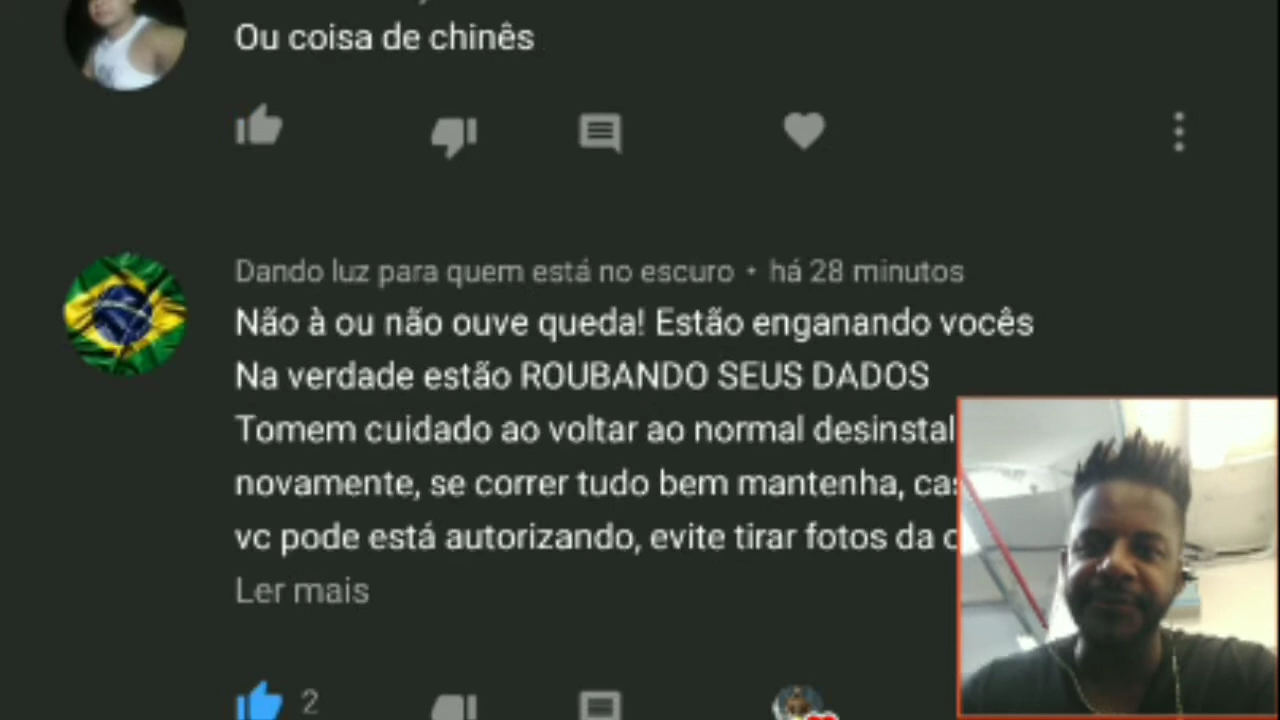 Ou coisa de chinês
Dando luz para quem está no escuro • há 28 minutos
Não à ou não ouve queda! Estão enganando vocês
Na verdade estão ROUBANDO SEUS DADOS
Tomem cuidado ao voltar ao normal desinstal
novamente, se correr tudo bem mantenha,
vc pode está autorizando, evite tirar fotos da
Ler mais
2